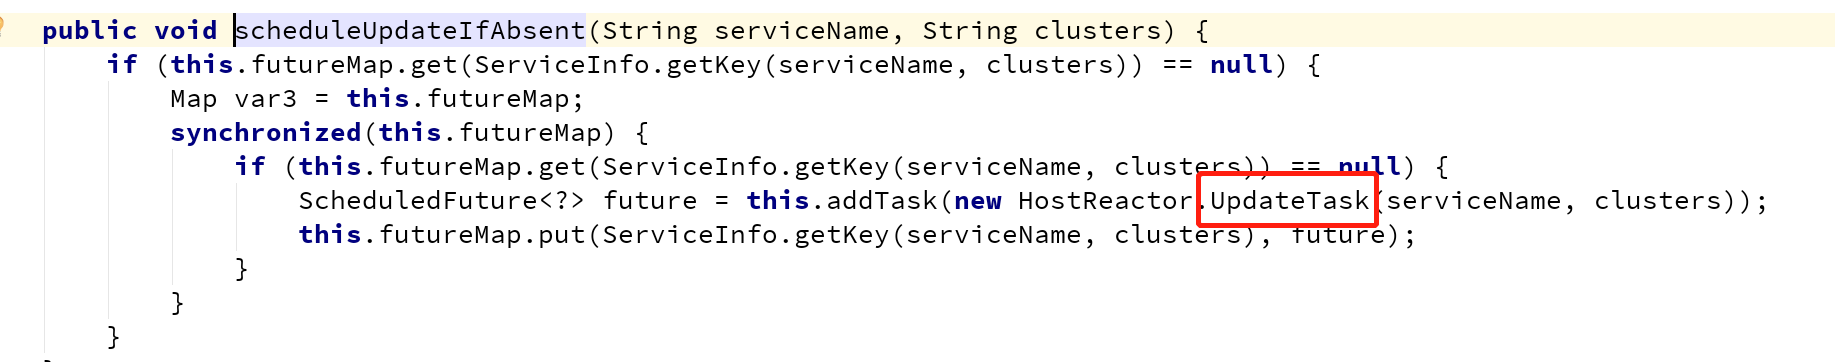 public void scheduleUpdateIfAbsent(String serviceName, String clusters) {
if (this.futureMap.get(ServiceInfo.getKey(serviceName, clusters)) == null) {
Map var3 = this.futureMap;
synchronized(this.futureMap) {
if (this.futureMap.get(ServiceInfo.getKey(serviceName, clusters)) == null) {
ScheduledFuture<?> future = this.addTask(new HostReactor.UpdateTask(serviceName, clusters));
this.futureMap.put(ServiceInfo.getKey(serviceName, clusters), future);
}
}
}